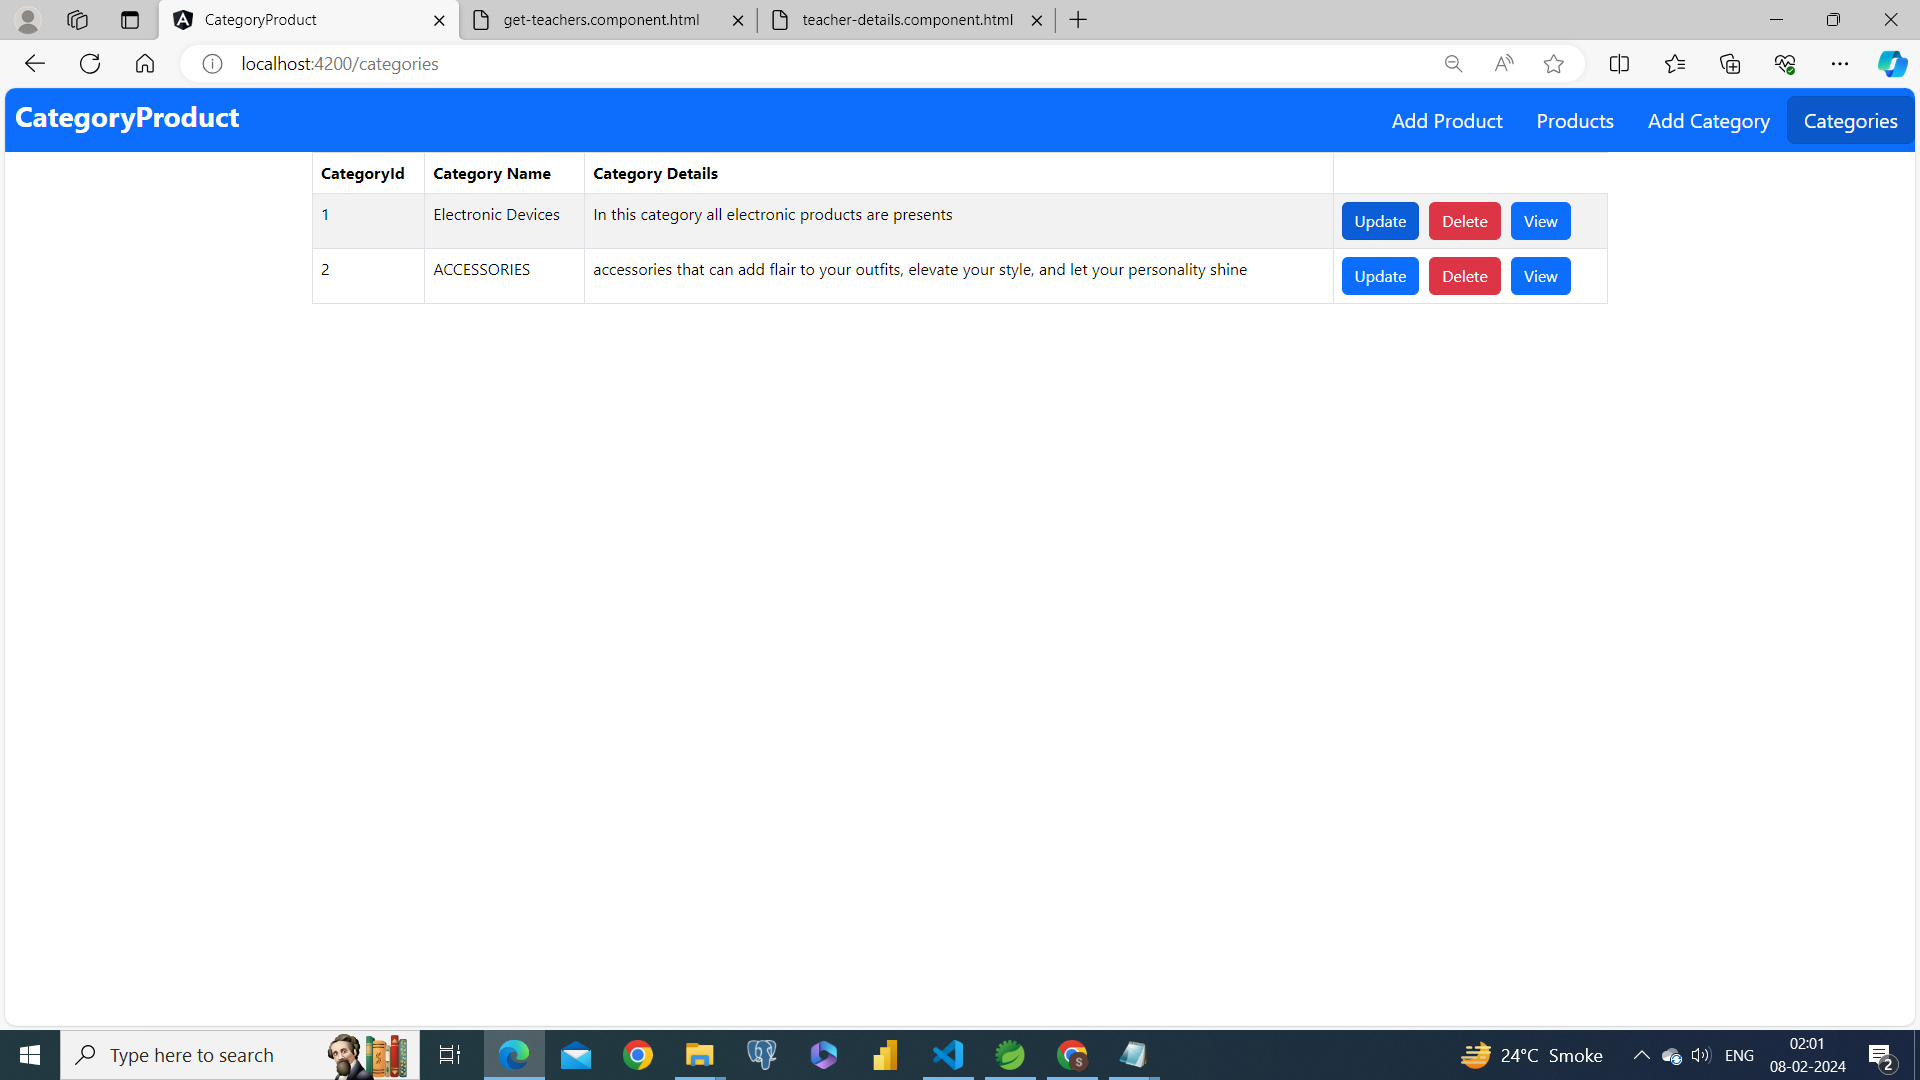 CategoryProduct
get-teachers.component.html
teacher-details.component.html
localhost:4200/categories
CategoryProduct
Add Product
Products
Add Category
Categories
CategoryId Category Name Category Details
1 Electronic Devices In this category all electronic products are presents Update Delete View
2 ACCESSORIES accessories that can add flair to your outfits, elevate your style, and let your personality shine Update Delete View
Type here to search
24°C Smoke
ENG
02:01
08-02-2024
2